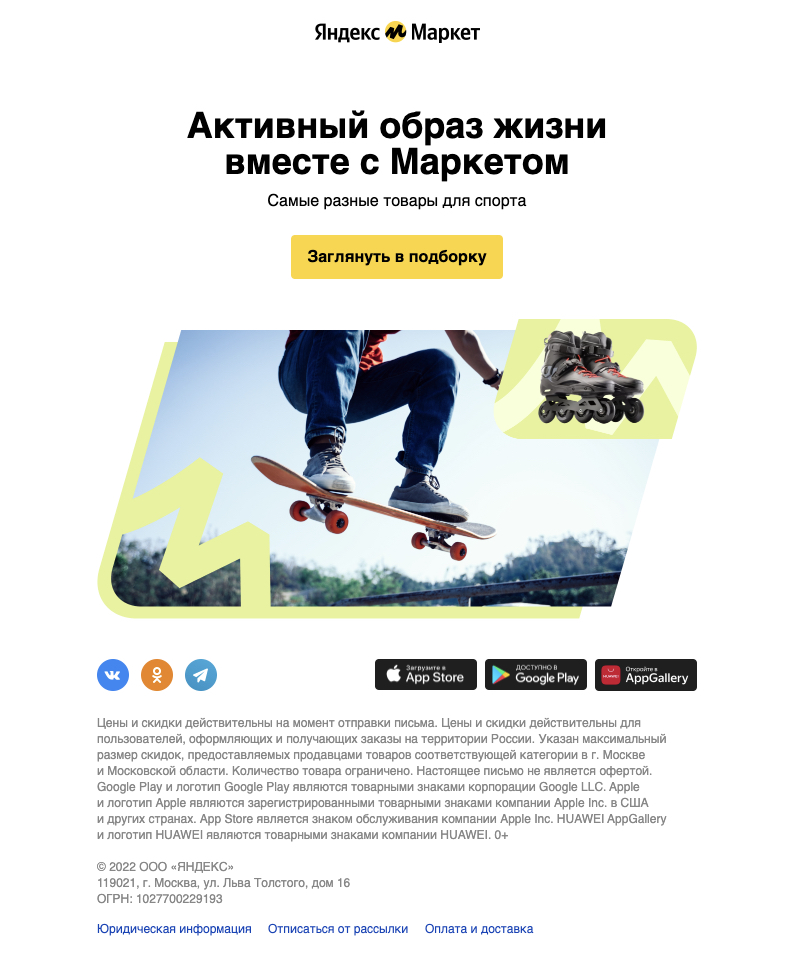 Яндекс Маркет
Активный образ жизни
вместе с Маркетом
Самые разные товары для спорта
Заглянуть в подборку
Загрузите в
App Store
ДОСТУПНО В
Google Play
HUAWEI
Откройте в
AppGallery
Цены и скидки действительны на момент отправки письма. Цены и скидки действительны для
пользователей, оформляющих и получающих заказы на территории России. Указан максимальный
размер скидок, предоставляемых продавцами товаров соответствующей категории в г. Москве
и Московской области. Количество товара ограничено. Настоящее письмо не является офертой.
Google Play и логотип Google Play являются товарными знаками корпорации Google LLC. Apple
и логотип Apple являются зарегистрированными товарными знаками компании Apple Inc. в США
и других странах. App Store является знаком обслуживания компании Apple Inc. HUAWEI AppGallery
и логотип HUAWEI являются товарными знаками компании HUAWEI. 0+
© 2022 ООО «ЯНДЕКС»
119021, г. Москва, ул. Льва Толстого, дом 16
ОГРН: 1027700229193
Юридическая информация Отписаться от рассылки Оплата и доставка